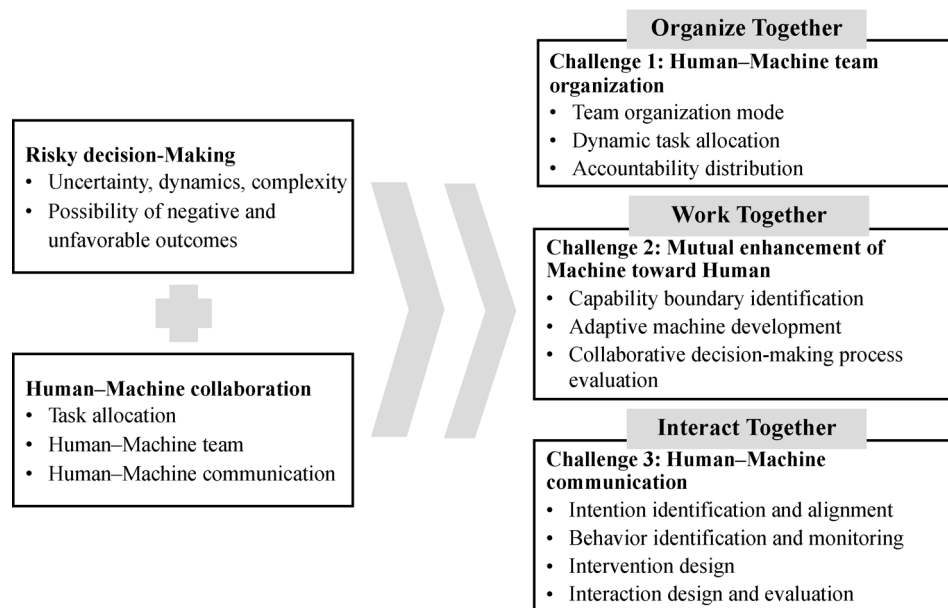 Risky decision-Making
• Uncertainty, dynamics, complexity
• Possibility of negative and
unfavorable outcomes
Human–Machine collaboration
• Task allocation
• Human–Machine team
• Human–Machine communication
Organize Together
Challenge 1: Human–Machine team
organization
• Team organization mode
• Dynamic task allocation
• Accountability distribution
Work Together
Challenge 2: Mutual enhancement of
Machine toward Human
• Capability boundary identification
• Adaptive machine development
• Collaborative decision-making process
evaluation
Interact Together
Challenge 3: Human–Machine
communication
• Intention identification and alignment
• Behavior identification and monitoring
• Intervention design
• Interaction design and evaluation